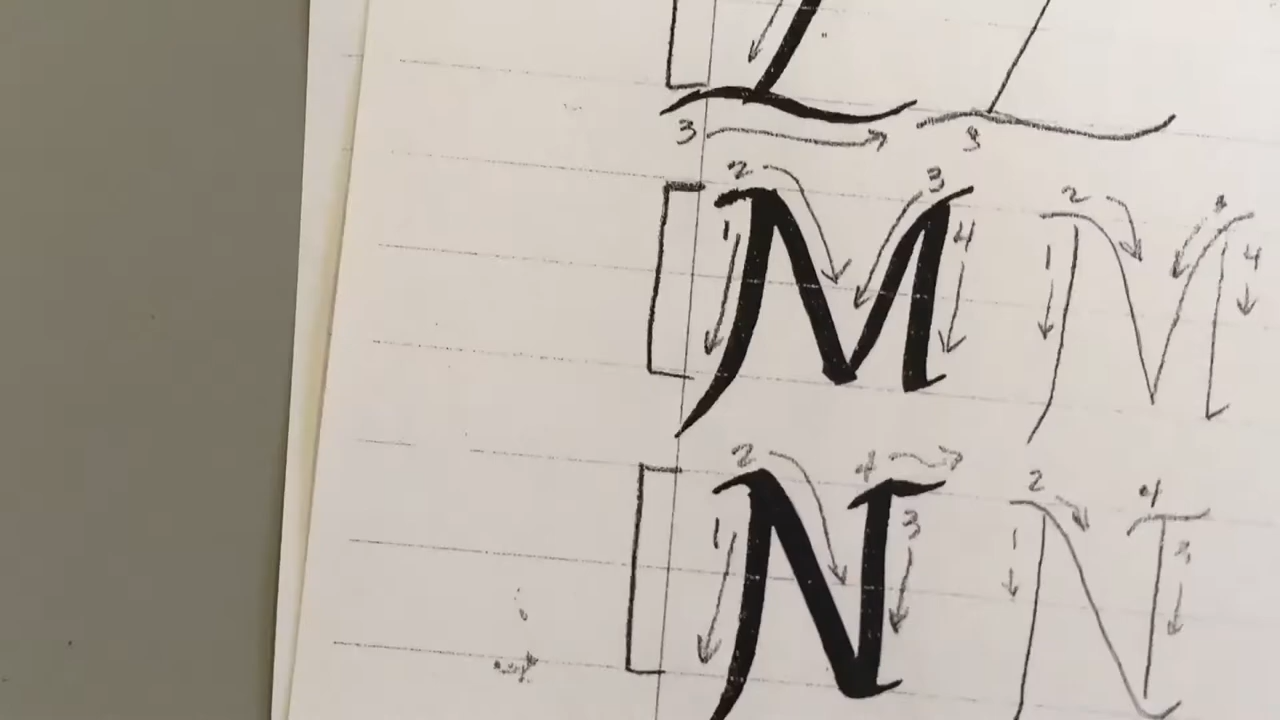 3 3
2 3 2 3
1 M 4 1 M 4
2 4 2 4
1 N 3 1 N 3